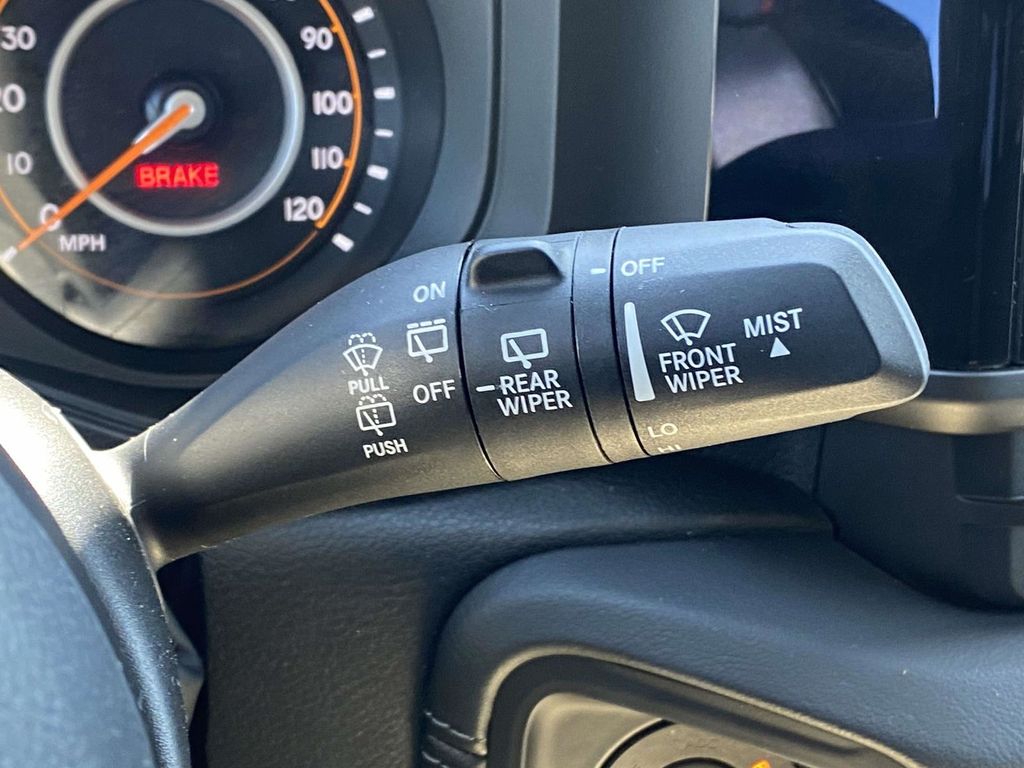 30
20
10
0
MPH
BRAKE
90
100
110
120
ON
OFF
PULL
PUSH
REAR
WIPER
OFF
FRONT
WIPER
MIST
LO
HI